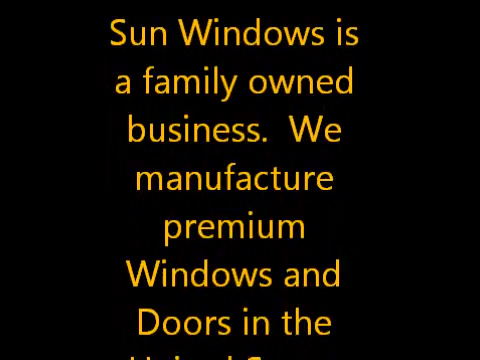 Sun Windows is
a family owned
business.  We
manufacture
premium
Windows and
Doors in the